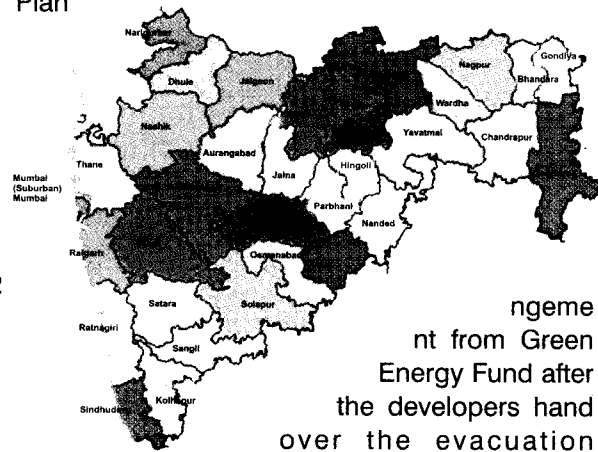 Plan
Nandurbar
Dhule
Jalgaon
Nagpur
Gondiya
Bhandara
Wardha
Nashik
Yavatmal
Chandrapur
Aurangabad
Thane
Jalna
Hingoli
Mumbai
(Suburban)
Mumbai
Parbhani
Nanded
Raigarh
Osmanabad
Satara
Solapur
Ratnagiri
Sangli
Sindhudurg
Kolhapur
ngeme
nt from Green
Energy Fund after
the developers hand
over the evacuation